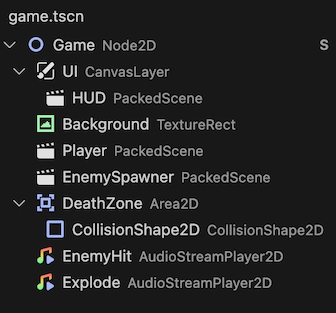 game.tscn
Game Node2D S
UI CanvasLayer
HUD PackedScene
Background TextureRect
Player PackedScene
EnemySpawner PackedScene
DeathZone Area2D
CollisionShape2D CollisionShape2D
EnemyHit AudioStreamPlayer2D
Explode AudioStreamPlayer2D